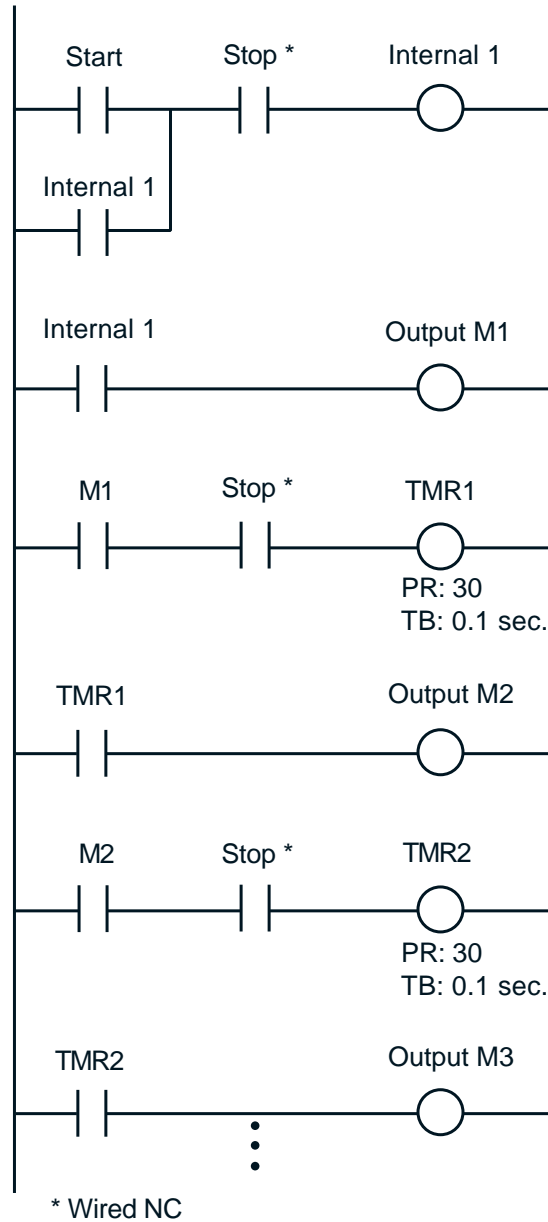 Start Stop * Internal 1
Internal 1
Internal 1 Output M1
M1 Stop * TMR1
PR: 30
TB: 0.1 sec.
TMR1 Output M2
M2 Stop * TMR2
PR: 30
TB: 0.1 sec.
TMR2 Output M3
* Wired NC